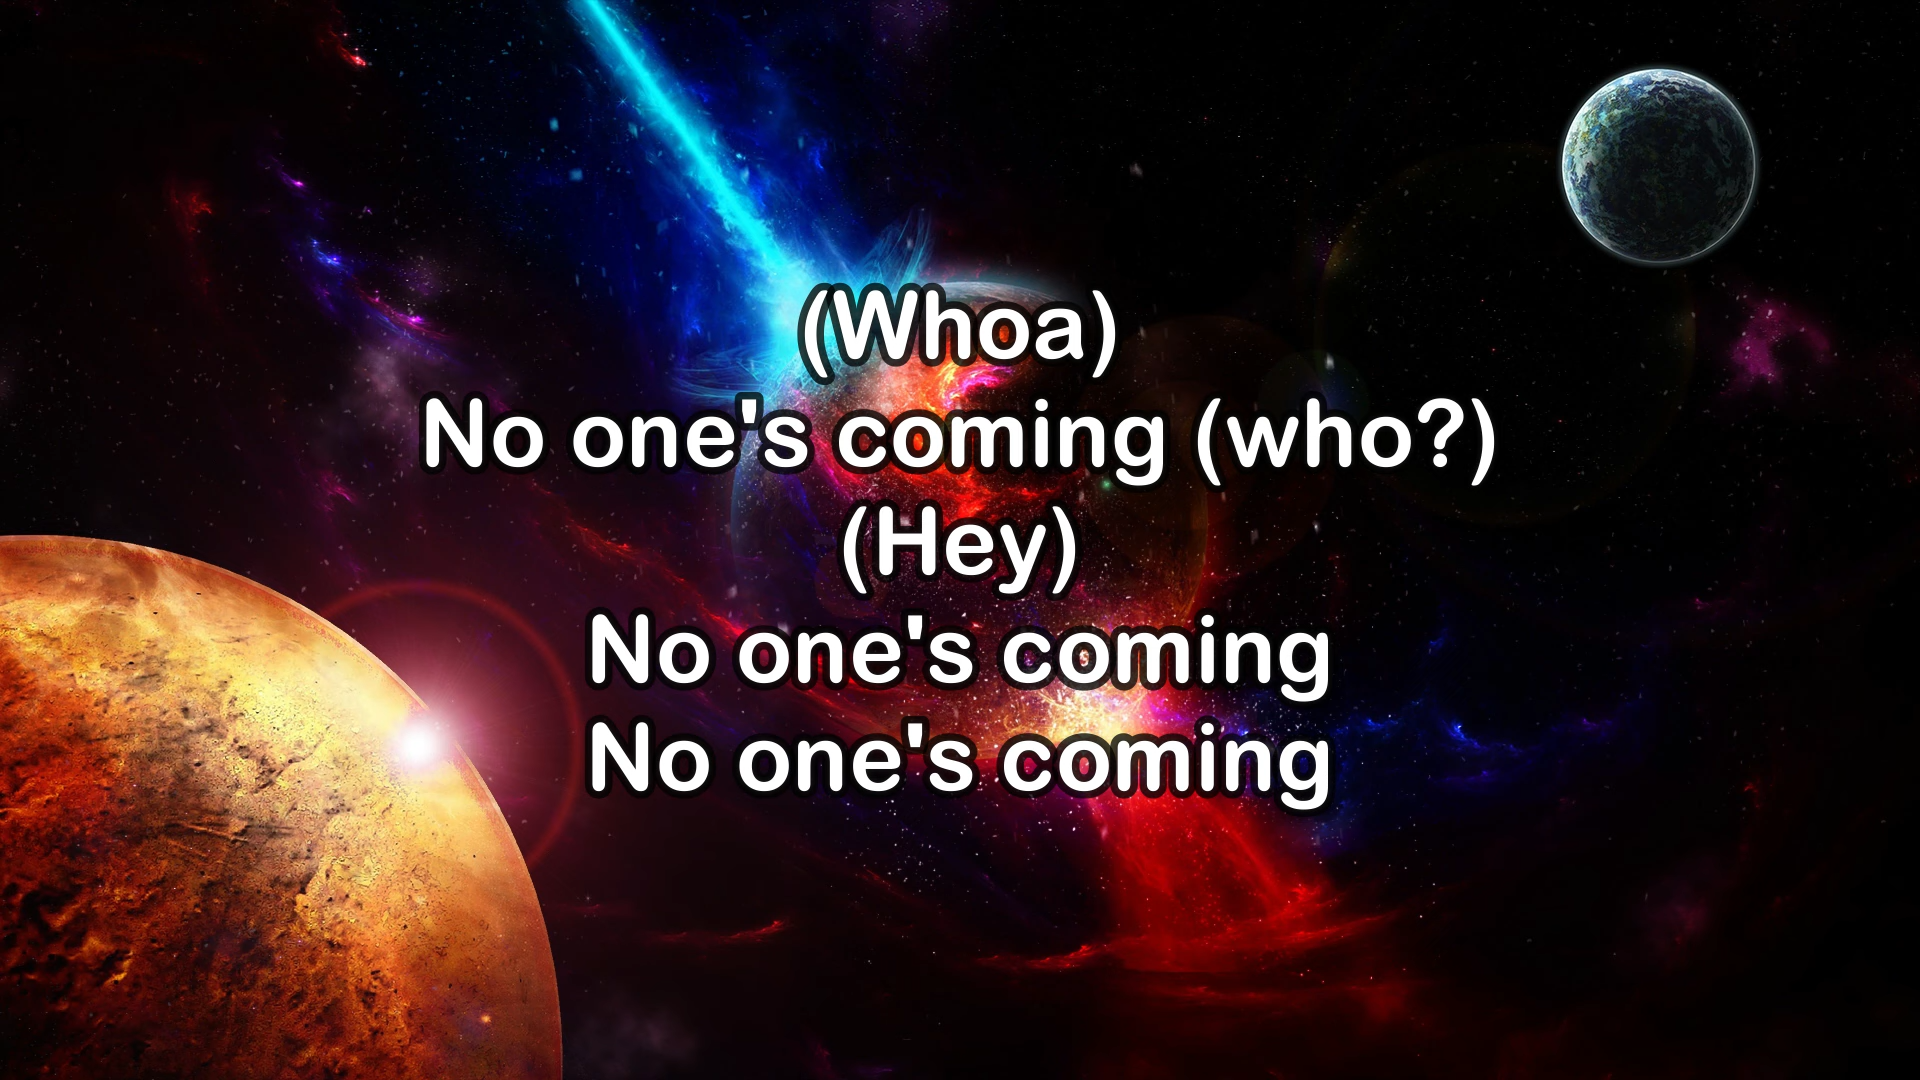 (Whoa)
No one's coming (who?)
(Hey)
No one's coming
No one's coming